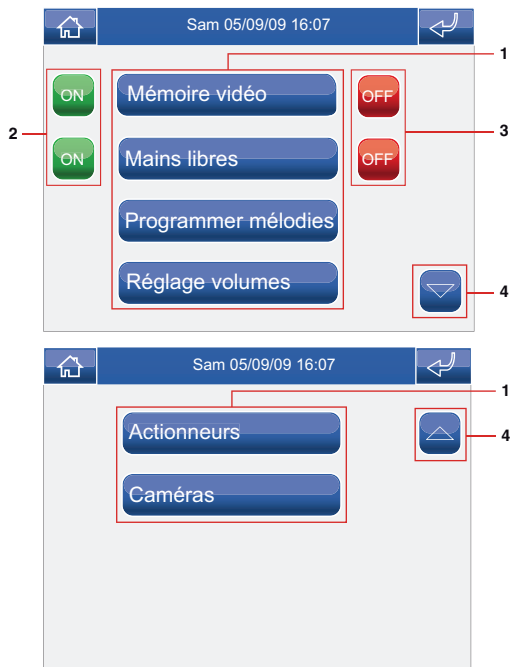 Sam 05/09/09 16:07
1
ON Mémoire vidéo OFF
2
3
ON Mains libres OFF
Programmer mélodies
Réglage volumes
4
Sam 05/09/09 16:07
1
Actionneurs
4
Caméras